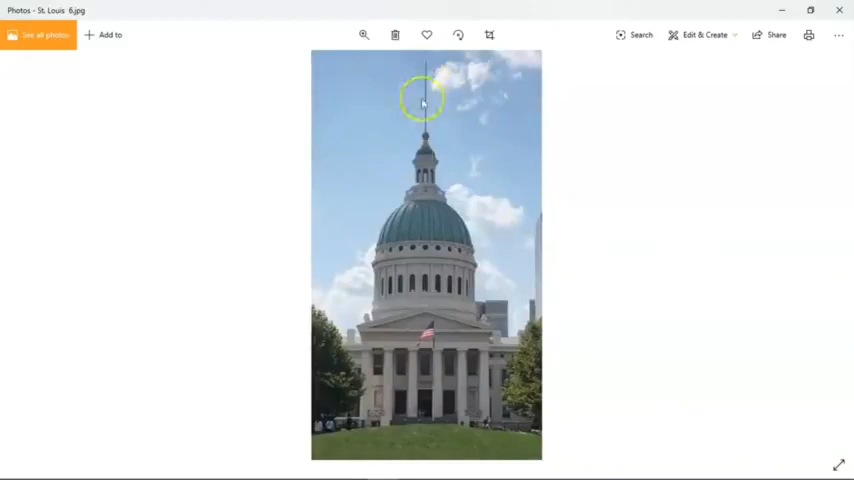 Photos - St. Louis 6.jpg
See all photos
Add to
Search
Edit & Create
Share